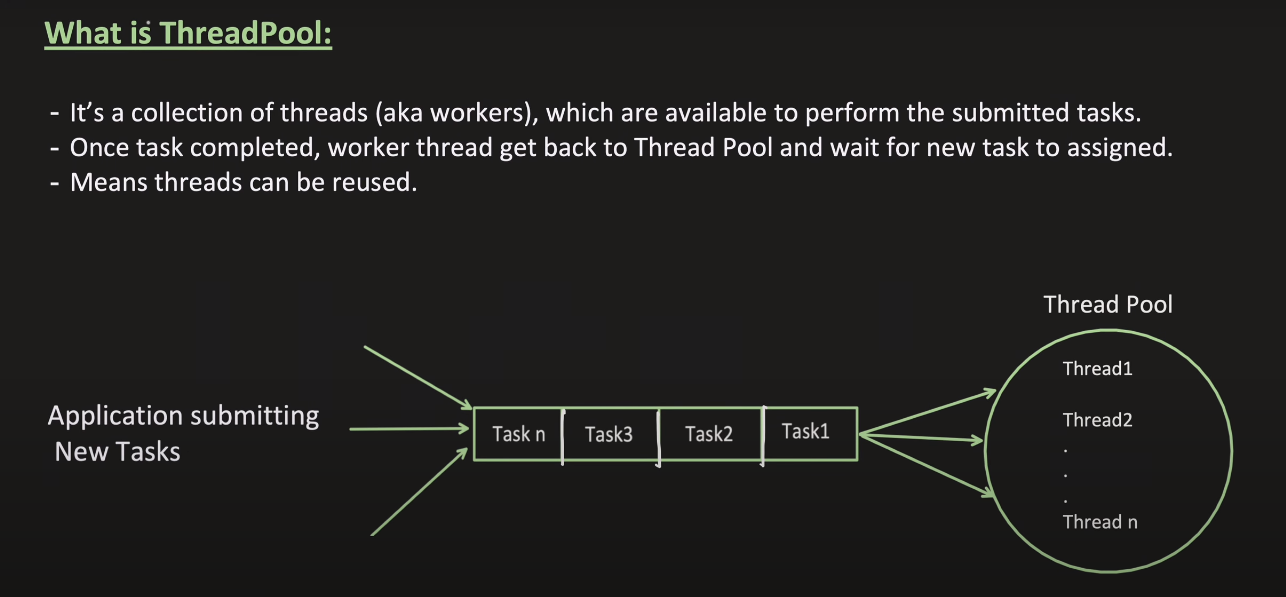 What is ThreadPool:
- It’s a collection of threads (aka workers), which are available to perform the submitted tasks.
- Once task completed, worker thread get back to Thread Pool and wait for new task to assigned.
- Means threads can be reused.
Thread Pool
Thread1
Thread2
.
.
.
Thread n
Application submitting
New Tasks
Task n
Task3
Task2
Task1